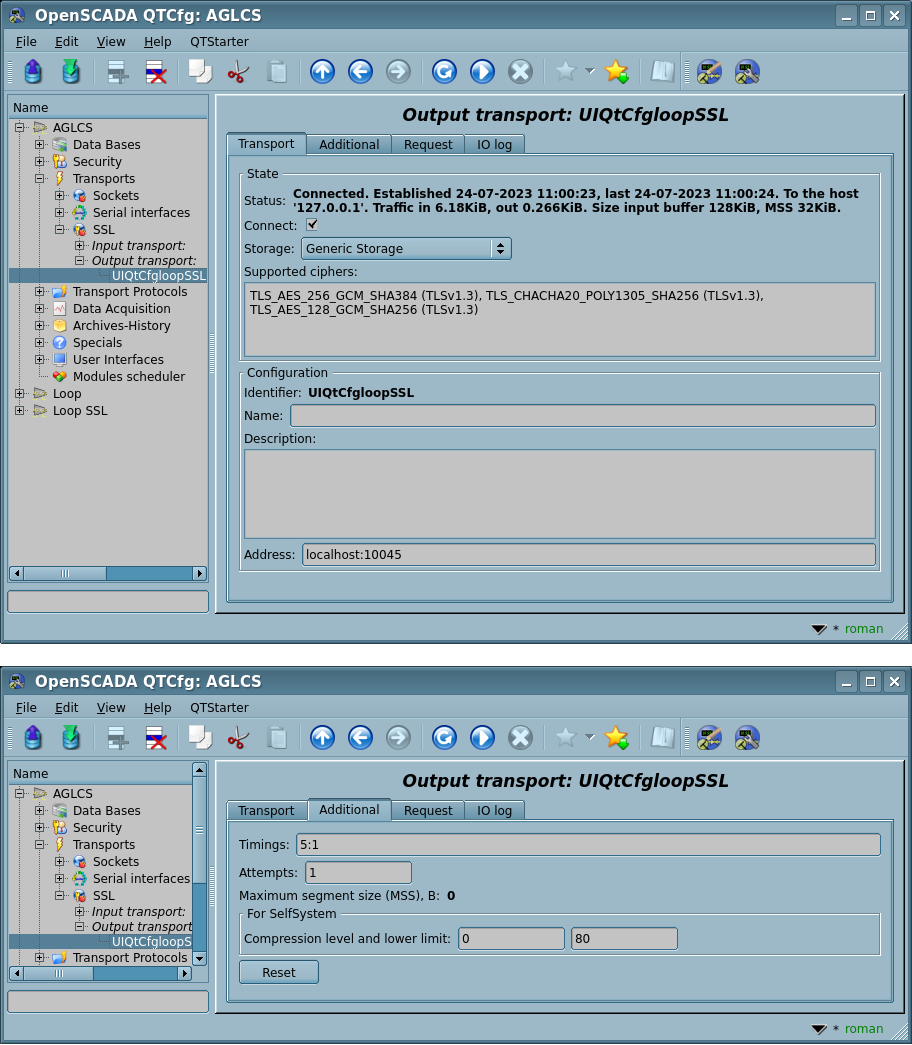 OpenSCADA QTCfg: AGLCS
File Edit View Help QTStarter
Name
AGLCS
Data Bases
Security
Transports
Sockets
Serial interfaces
SSL
Input transport:
Output transport:
UIQtCfgloopSSL
Transport Protocols
Data Acquisition
Archives-History
Specials
User Interfaces
Modules scheduler
Loop
Loop SSL
Output transport: UIQtCfgloopSSL
Transport Additional Request IO log
State
Status: Connected. Established 24-07-2023 11:00:23, last 24-07-2023 11:00:24. To the host
'127.0.0.1'. Traffic in 6.18KiB, out 0.266KiB. Size input buffer 128KiB, MSS 32KiB.
Connect:
Storage: Generic Storage
Supported ciphers:
TLS_AES_256_GCM_SHA384 (TLSv1.3), TLS_CHACHA20_POLY1305_SHA256 (TLSv1.3),
TLS_AES_128_GCM_SHA256 (TLSv1.3)
Configuration
Identifier: UIQtCfgloopSSL
Name:
Description:
Address: localhost:10045
* roman
OpenSCADA QTCfg: AGLCS
File Edit View Help QTStarter
Name
AGLCS
Data Bases
Security
Transports
Sockets
Serial interfaces
SSL
Input transport:
Output transport
UIQtCfgloopS
Transport Protocols
Output transport: UIQtCfgloopSSL
Transport Additional Request IO log
Timings: 5:1
Attempts: 1
Maximum segment size (MSS), B: 0
For SelfSystem
Compression level and lower limit: 0 80
Reset
* roman